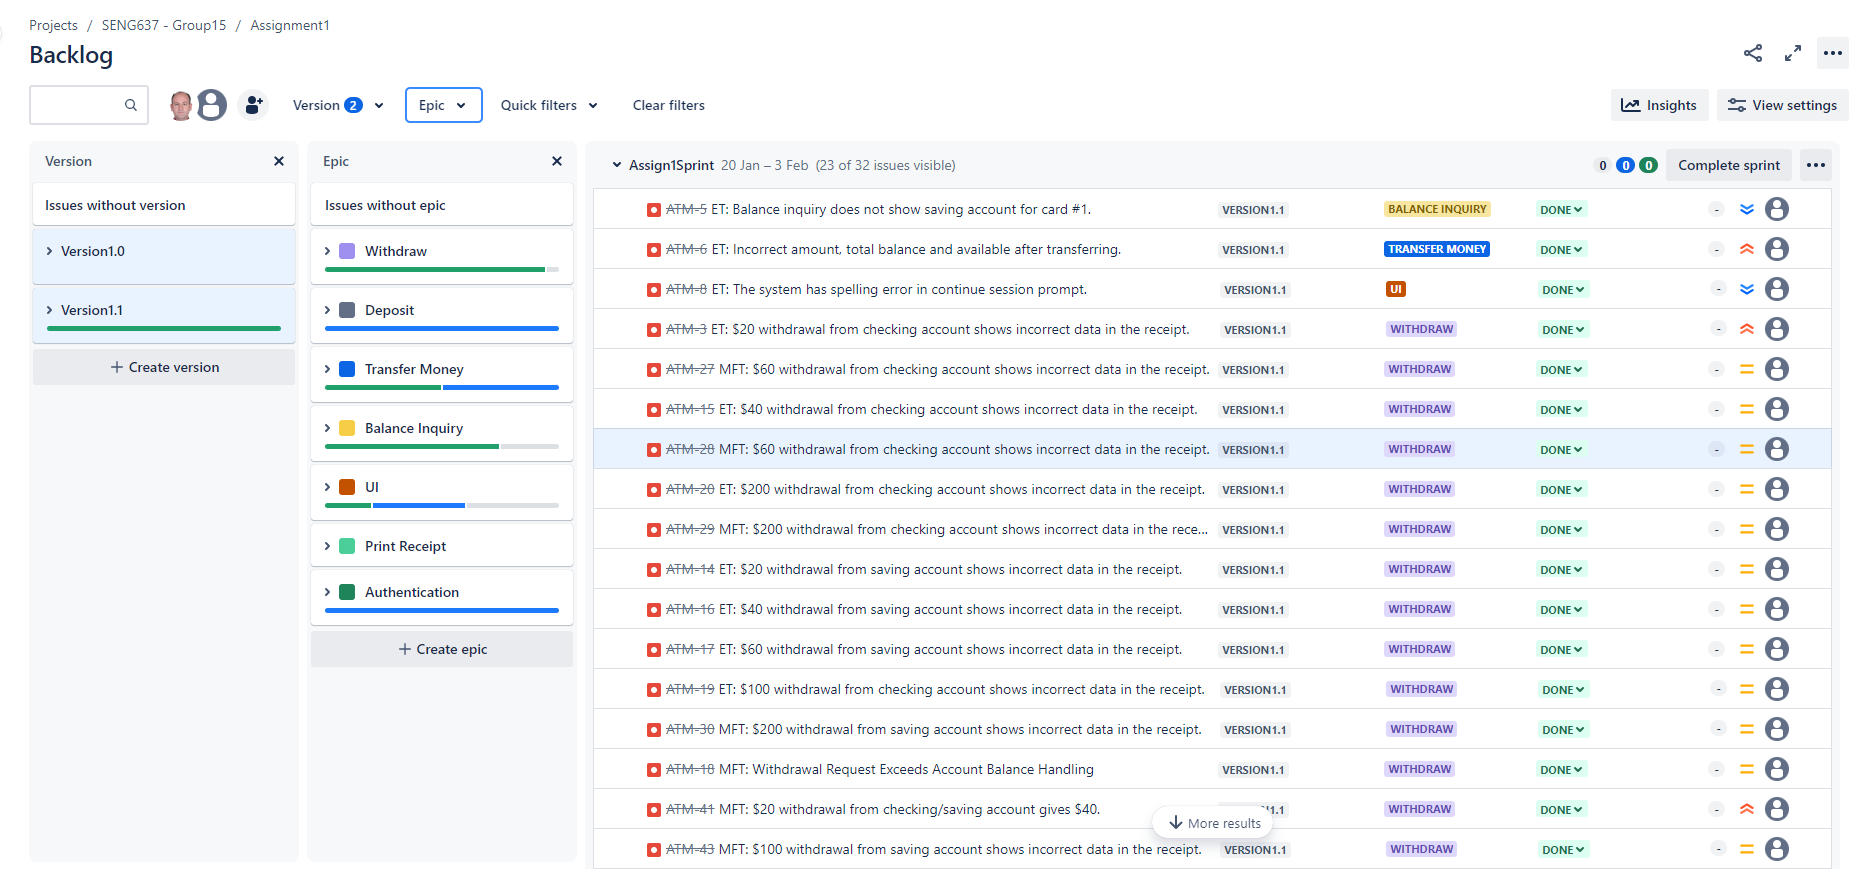 Projects / SENG637 - Group15 / Assignment1
Backlog
Version 2 Epic Quick filters Clear filters Insights View settings
Version
Issues without version
Version1.0
Version1.1
+ Create version
Epic
Issues without epic
Withdraw
Deposit
Transfer Money
Balance Inquiry
UI
Print Receipt
Authentication
+ Create epic
Assign1Sprint 20 Jan – 3 Feb (23 of 32 issues visible) 0 0 0 Complete sprint
ATM-5 ET: Balance inquiry does not show saving account for card #1. VERSION1.1 BALANCE INQUIRY DONE -
ATM-6 ET: Incorrect amount, total balance and available after transferring. VERSION1.1 TRANSFER MONEY DONE -
ATM-8 ET: The system has spelling error in continue session prompt. VERSION1.1 UI DONE -
ATM-3 ET: $20 withdrawal from checking account shows incorrect data in the receipt. VERSION1.1 WITHDRAW DONE -
ATM-27 MFT: $60 withdrawal from checking account shows incorrect data in the receipt. VERSION1.1 WITHDRAW DONE -
ATM-15 ET: $40 withdrawal from checking account shows incorrect data in the receipt. VERSION1.1 WITHDRAW DONE -
ATM-28 MFT: $60 withdrawal from checking account shows incorrect data in the receipt. VERSION1.1 WITHDRAW DONE -
ATM-20 ET: $200 withdrawal from checking account shows incorrect data in the receipt. VERSION1.1 WITHDRAW DONE -
ATM-29 MFT: $200 withdrawal from checking account shows incorrect data in the rece... VERSION1.1 WITHDRAW DONE -
ATM-14 ET: $20 withdrawal from saving account shows incorrect data in the receipt. VERSION1.1 WITHDRAW DONE -
ATM-16 ET: $40 withdrawal from saving account shows incorrect data in the receipt. VERSION1.1 WITHDRAW DONE -
ATM-17 ET: $60 withdrawal from saving account shows incorrect data in the receipt. VERSION1.1 WITHDRAW DONE -
ATM-19 ET: $100 withdrawal from checking account shows incorrect data in the receipt. VERSION1.1 WITHDRAW DONE -
ATM-30 MFT: $200 withdrawal from saving account shows incorrect data in the receipt. VERSION1.1 WITHDRAW DONE -
ATM-18 MFT: Withdrawal Request Exceeds Account Balance Handling VERSION1.1 WITHDRAW DONE -
ATM-41 MFT: $20 withdrawal from checking/saving account gives $40. 1.1 WITHDRAW DONE -
More results
ATM-43 MFT: $100 withdrawal from saving account shows incorrect data in the receipt. VERSION1.1 WITHDRAW DONE -